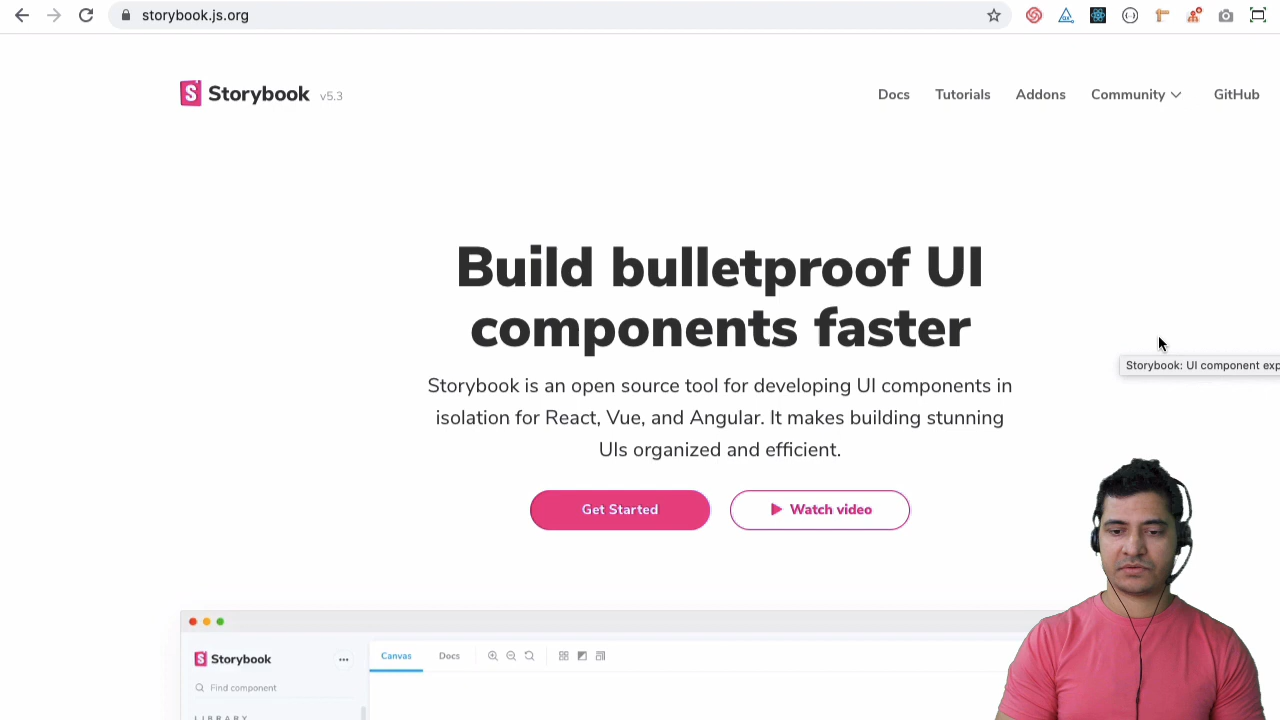 storybook.js.org
Storybook v5.3
Docs Tutorials Addons Community GitHub
Build bulletproof UI
components faster
Storybook: UI component exp
Storybook is an open source tool for developing UI components in
isolation for React, Vue, and Angular. It makes building stunning
UIs organized and efficient.
Get Started
Watch video
Storybook
Canvas Docs
Find component
LIBRARY